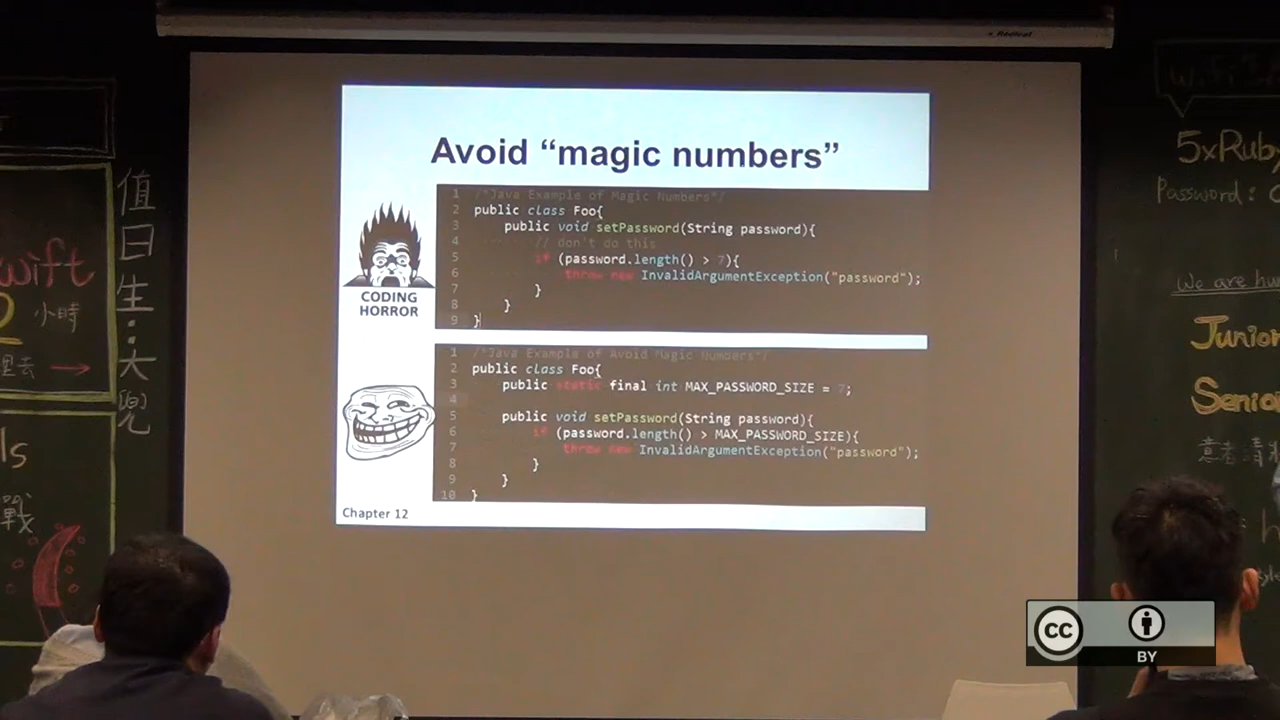 Avoid “magic numbers”
1 /*Java Example of Magic Numbers*/
2 public class Foo{
3 public void setPassword(String password){
4 // don't do this
5 if (password.length() > 7){
6 throw new InvalidArgumentException("password");
7 }
8 }
9 }
CODING
HORROR
1 /*Java Example of Avoid Magic Numbers*/
2 public class Foo{
3 public static final int MAX_PASSWORD_SIZE = 7;
4
5 public void setPassword(String password){
6 if (password.length() > MAX_PASSWORD_SIZE){
7 throw new InvalidArgumentException("password");
8 }
9 }
10 }
Chapter 12
值日生:大兜
wift
2 小時
→
ls
戰
5xRuby
Password:
We are hu
Junior
Senio
CC
BY